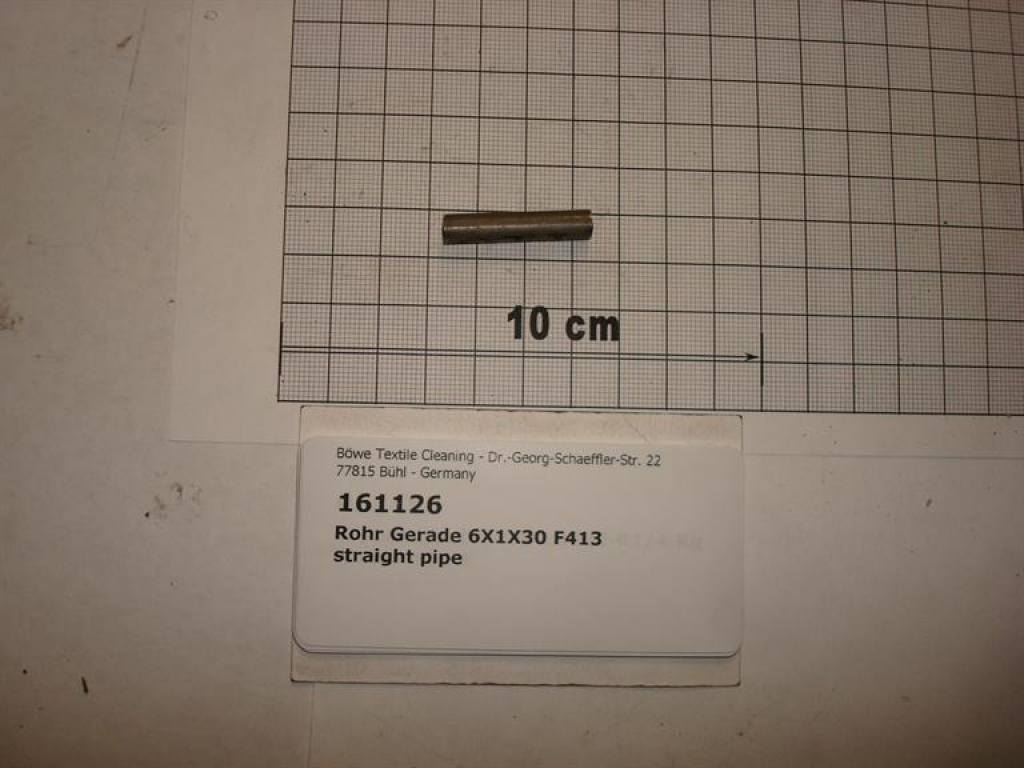 10 cm
Böwe Textile Cleaning - Dr.-Georg-Schaeffler-Str. 22
77815 Bühl - Germany
161126
Rohr Gerade 6X1X30 F413
straight pipe